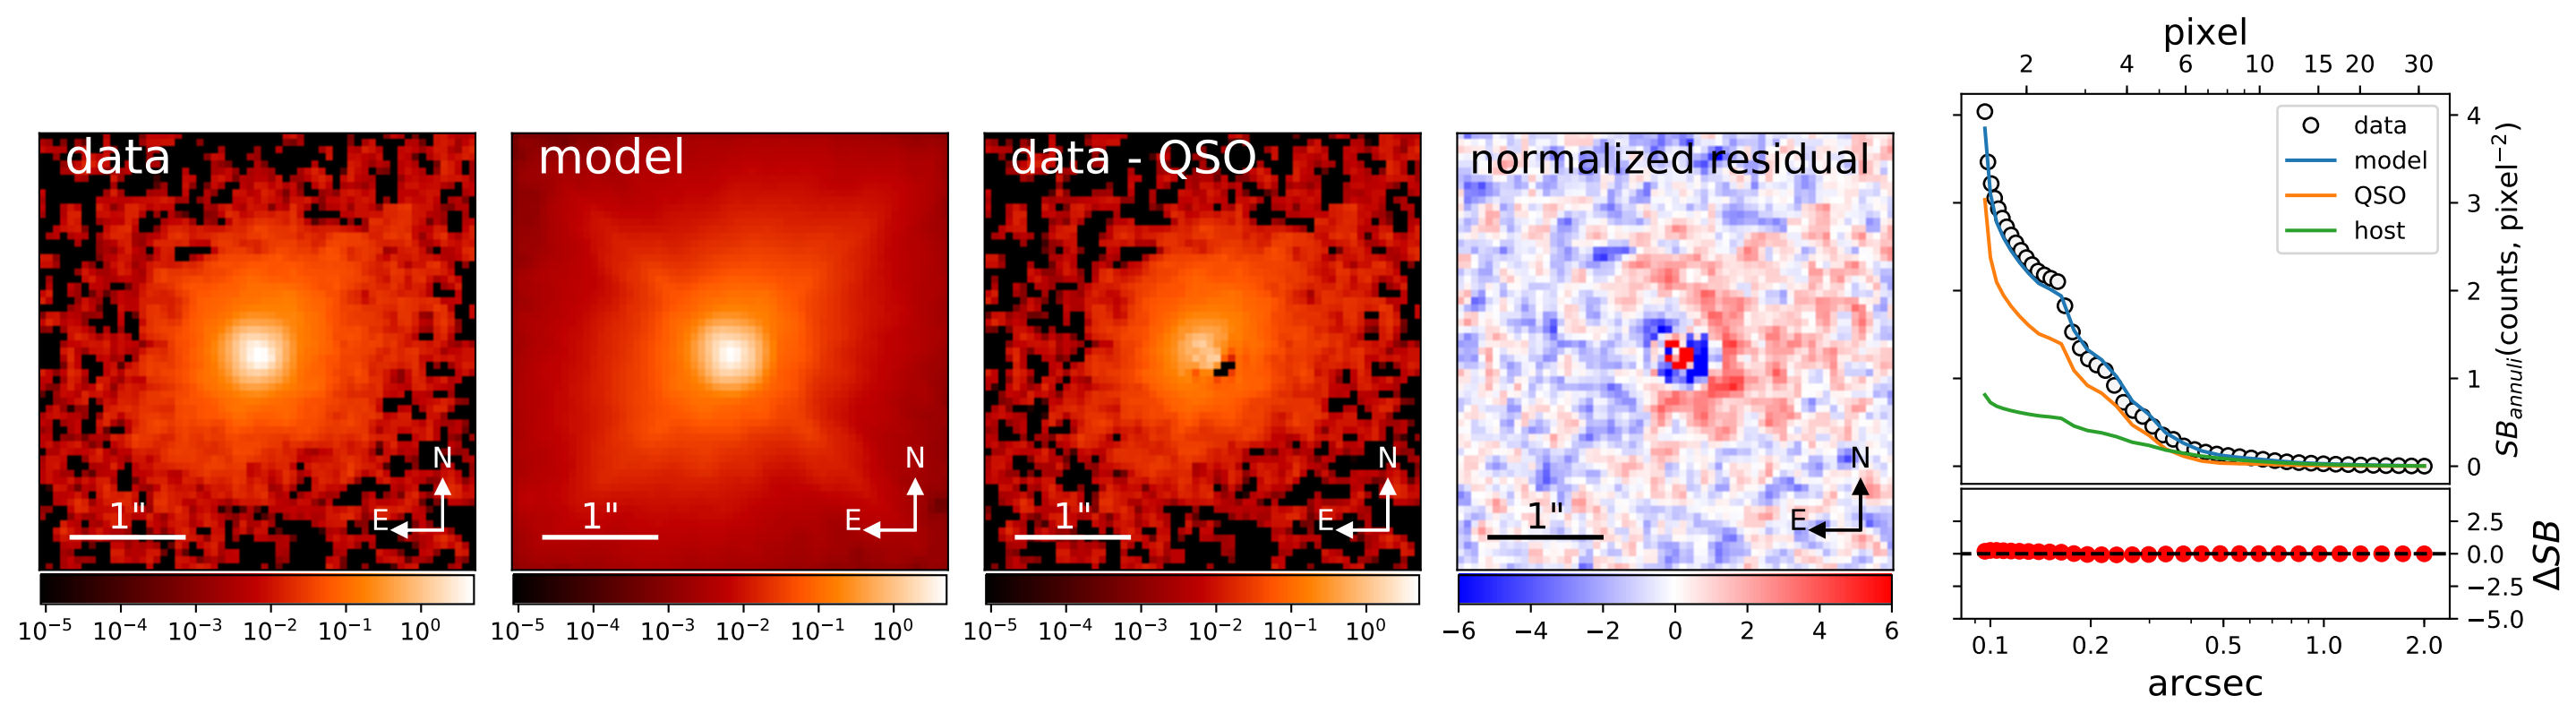 data
N
E
1"
10⁻⁵ 10⁻⁴ 10⁻³ 10⁻² 10⁻¹ 10⁰
model
N
E
1"
10⁻⁵ 10⁻⁴ 10⁻³ 10⁻² 10⁻¹ 10⁰
data - QSO
N
E
1"
10⁻⁵ 10⁻⁴ 10⁻³ 10⁻² 10⁻¹ 10⁰
normalized residual
N
E
1"
−6 −4 −2 0 2 4 6
pixel
2 4 6 10 15 20 30
data
model
QSO
host
4
3
2
1
0
SB_annuli(counts, pixel⁻²)
2.5
0.0
−2.5
−5.0
ΔSB
0.1 0.2 0.5 1.0 2.0
arcsec